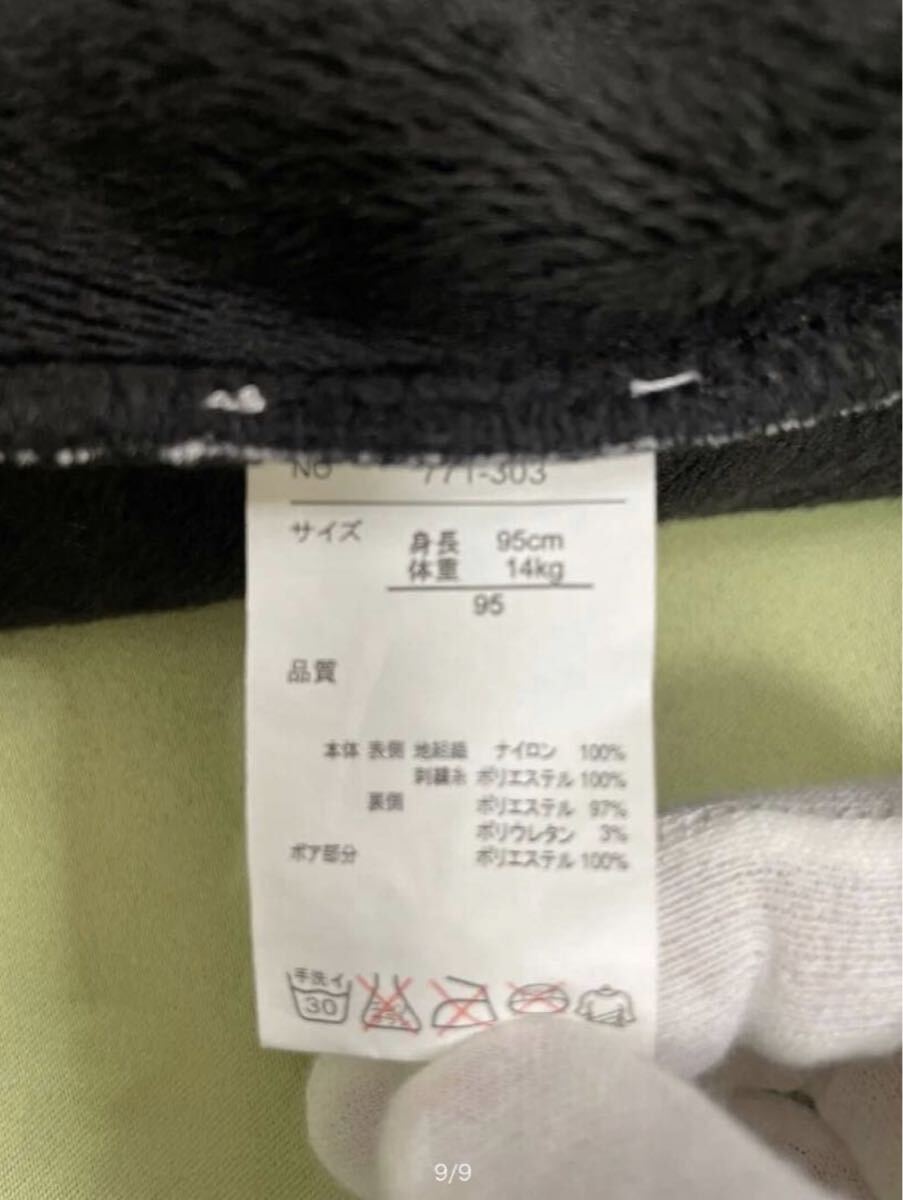 No 771-303
サイズ
身長 95cm
体重 14kg
95
品質
本体 表側 地組織 ナイロン 100%
刺繍糸 ポリエステル 100%
裏側 ポリエステル 97%
ポリウレタン 3%
ボア部分 ポリエステル 100%
手洗イ
30
9/9